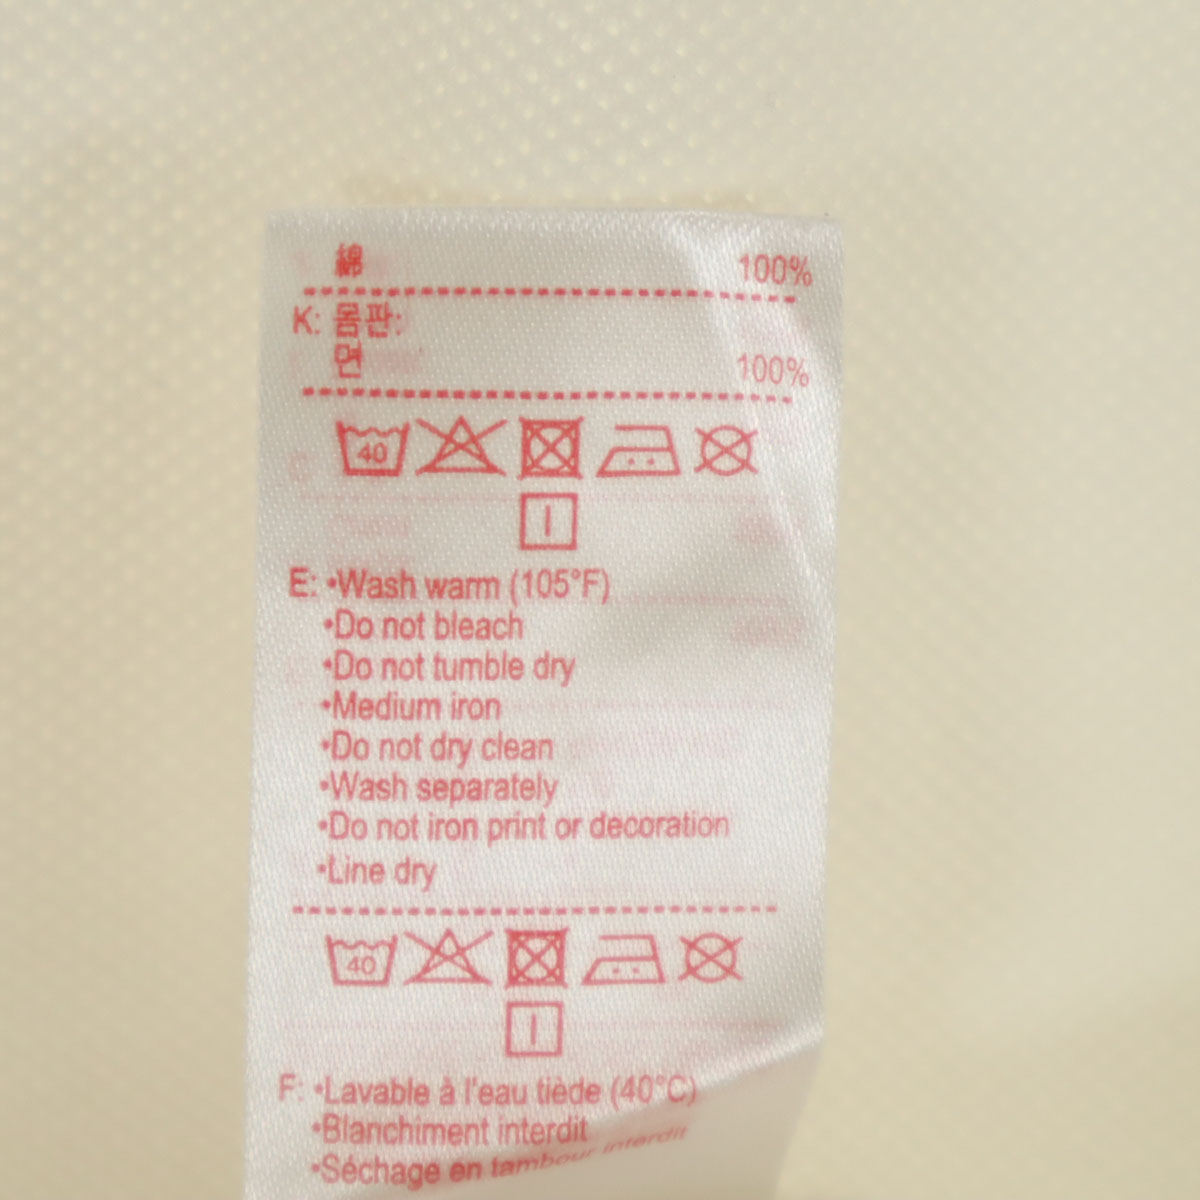 綿 100%
K: 몸판:
면 100%
40
E: •Wash warm (105°F)
•Do not bleach
•Do not tumble dry
•Medium iron
•Do not dry clean
•Wash separately
•Do not iron print or decoration
•Line dry
40
F: •Lavable à l'eau tiède (40°C)
•Blanchiment interdit
•Séchage en tambour interdit